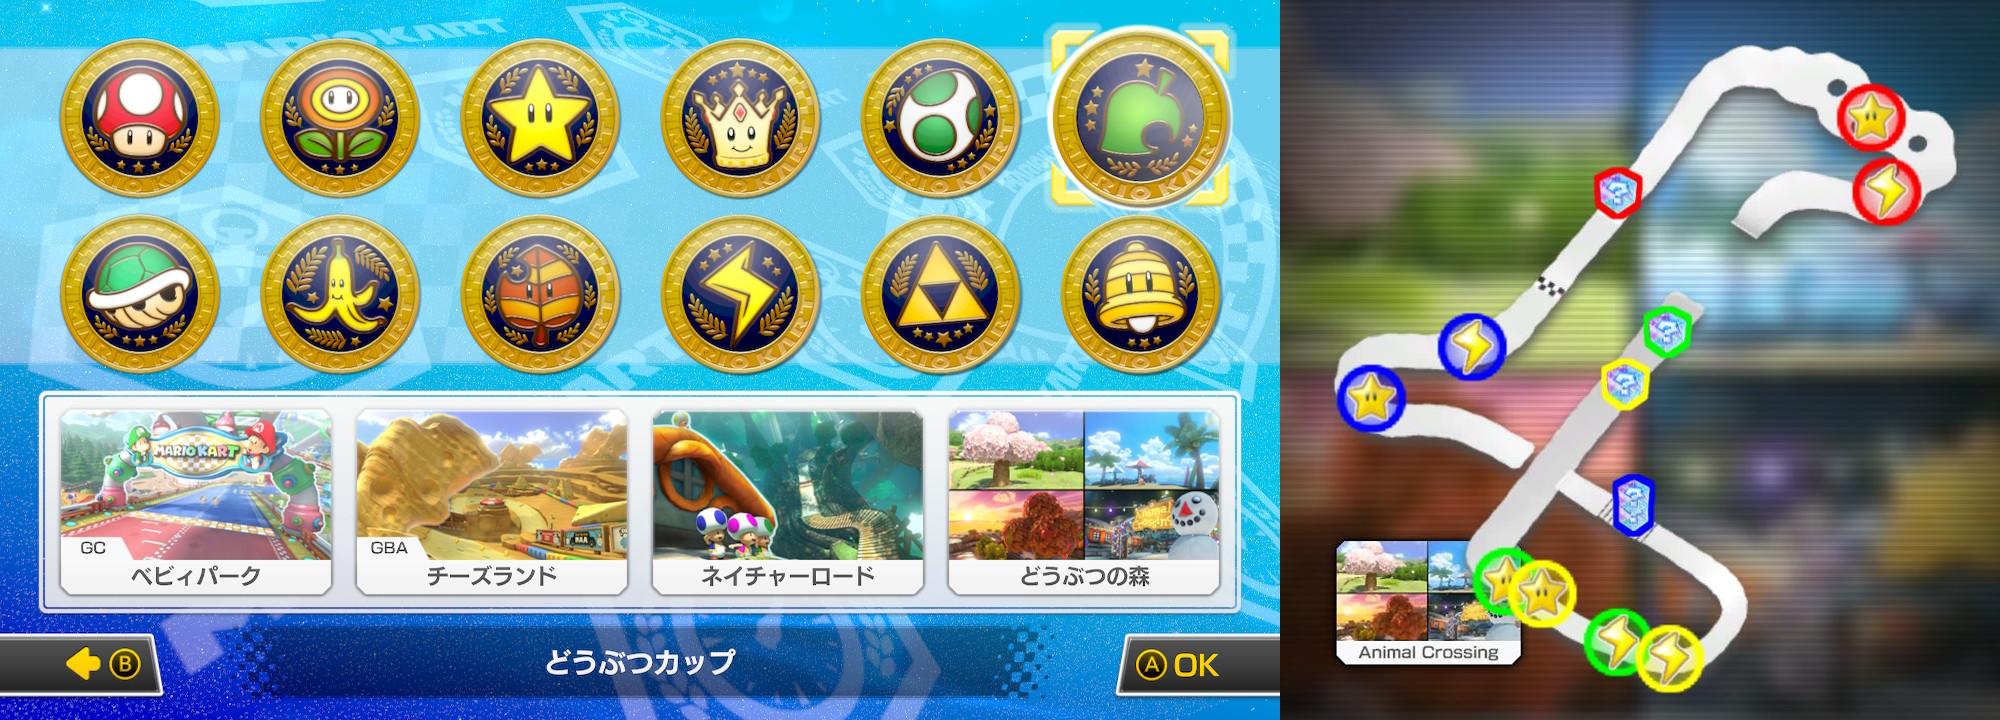 MARIO KART
GC
ベビィパーク
GBA
チーズランド
ネイチャーロード
どうぶつの森
B
どうぶつカップ
A OK
Animal Crossing